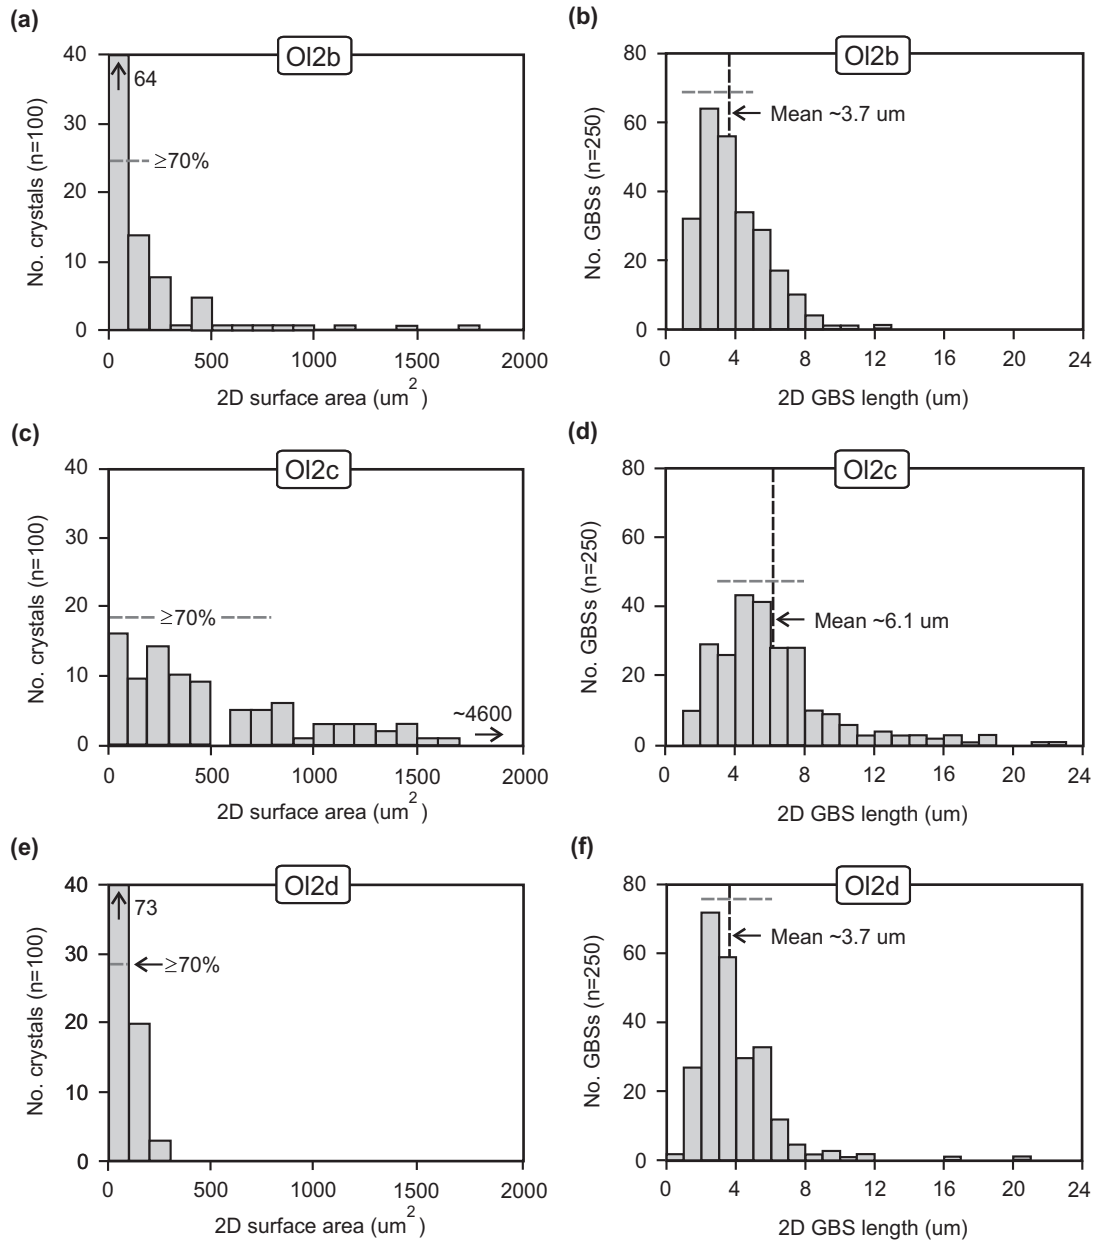 (a)
Ol2b
40
30
20
10
0
64
≥70%
No. crystals (n=100)
0 500 1000 1500 2000
2D surface area (um²)
(b)
Ol2b
80
60
40
20
0
Mean ~3.7 um
No. GBSs (n=250)
0 4 8 12 16 20 24
2D GBS length (um)
(c)
Ol2c
40
30
20
10
0
≥70%
~4600
No. crystals (n=100)
0 500 1000 1500 2000
2D surface area (um²)
(d)
Ol2c
80
60
40
20
0
Mean ~6.1 um
No. GBSs (n=250)
0 4 8 12 16 20 24
2D GBS length (um)
(e)
Ol2d
40
30
20
10
0
73
≥70%
No. crystals (n=100)
0 500 1000 1500 2000
2D surface area (um²)
(f)
Ol2d
80
60
40
20
0
Mean ~3.7 um
No. GBSs (n=250)
0 4 8 12 16 20 24
2D GBS length (um)